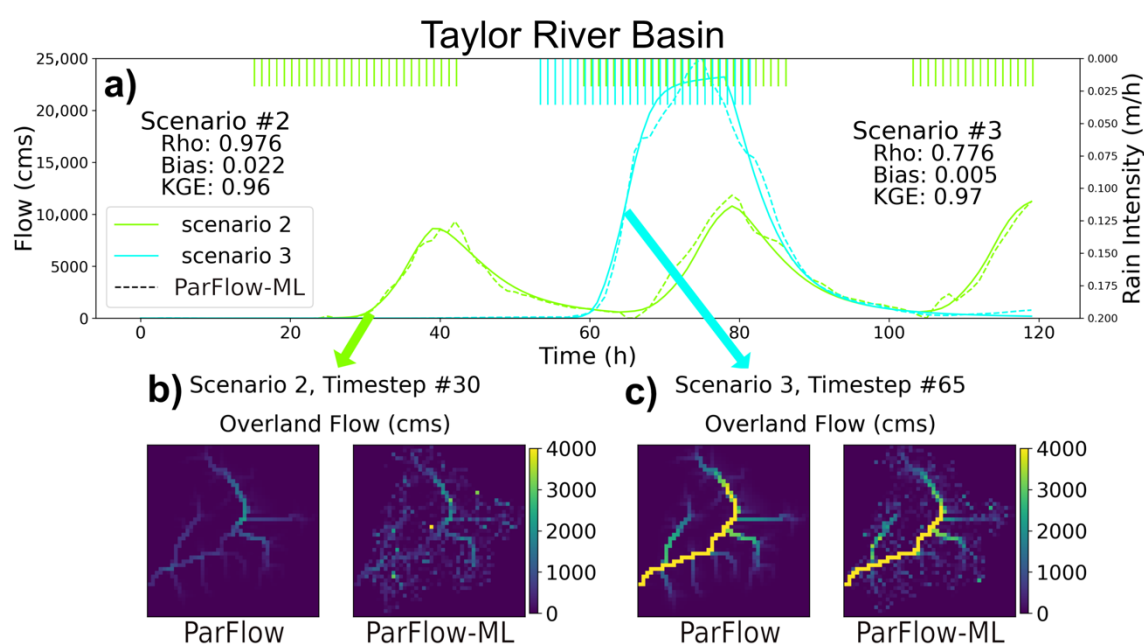 Taylor River Basin
a)
25,000
20,000
15,000
10,000
5000
0
Flow (cms)
Scenario #2
Rho: 0.976
Bias: 0.022
KGE: 0.96
scenario 2
scenario 3
ParFlow-ML
Scenario #3
Rho: 0.776
Bias: 0.005
KGE: 0.97
0.000
0.025
0.050
0.075
0.100
0.125
0.150
0.175
0.200
Rain Intensity (m/h)
0 20 40 60 80 100 120
Time (h)
b) Scenario 2, Timestep #30
Overland Flow (cms)
4000
3000
2000
1000
0
ParFlow ParFlow-ML
c) Scenario 3, Timestep #65
Overland Flow (cms)
4000
3000
2000
1000
0
ParFlow ParFlow-ML